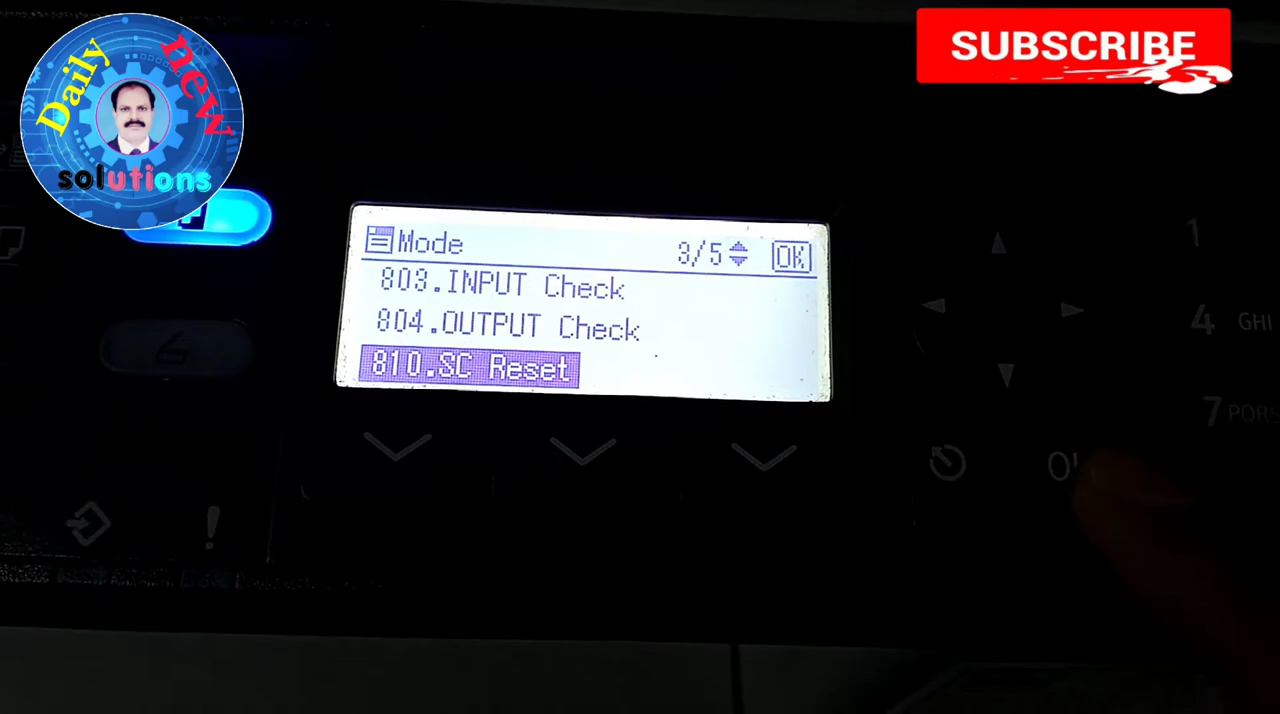 Daily
new
solutions
SUBSCRIBE
Mode 3/5 OK
803.INPUT Check
804.OUTPUT Check
810.SC Reset
1
4 GHI
7 PQRS